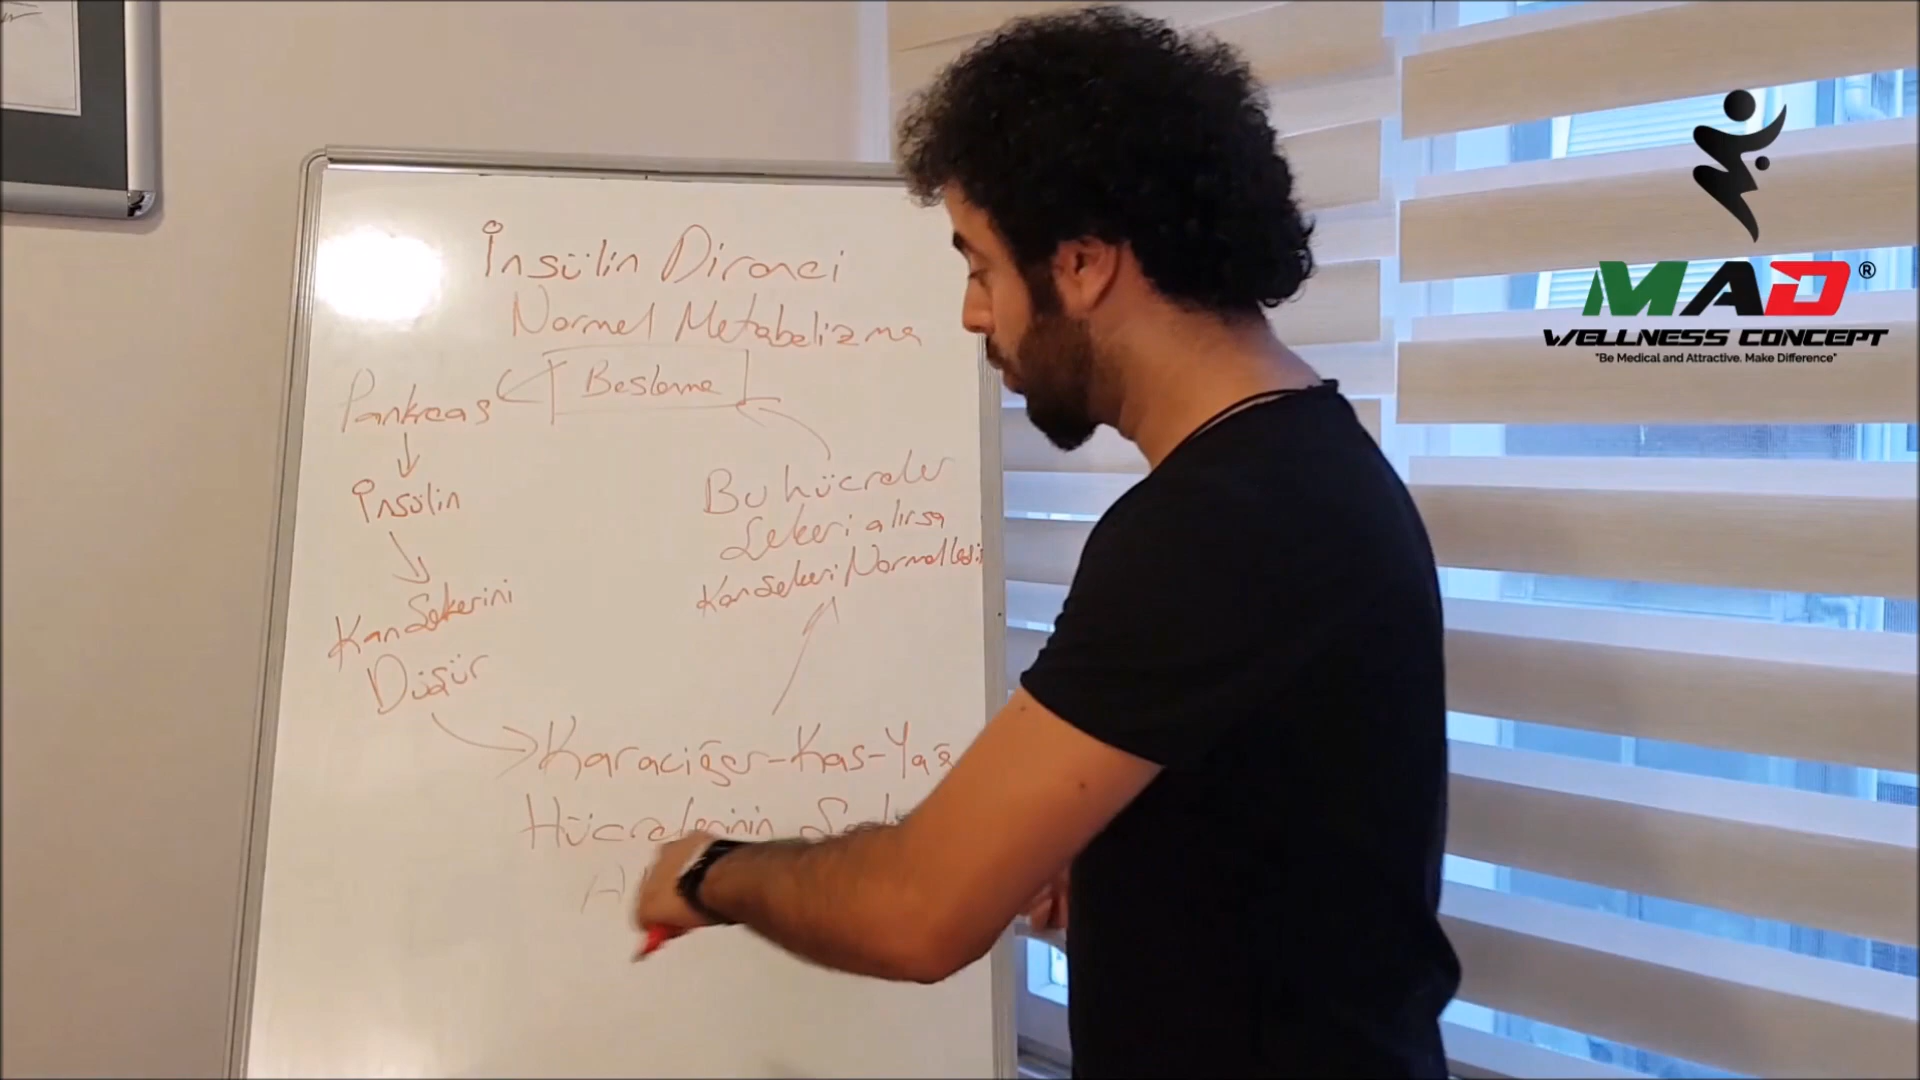 İnsülin Direnci
Normal Metabolizma
Besleme
Pankreas
İnsülin
Kan Şekerini
Düşür
Karaciğer-Kas-Yağ
Hücrelerinin
Bu hücreler
Şekeri alırsa
Kan Şekeri Normalleşir
MAD®
WELLNESS CONCEPT
"Be Medical and Attractive. Make Difference"